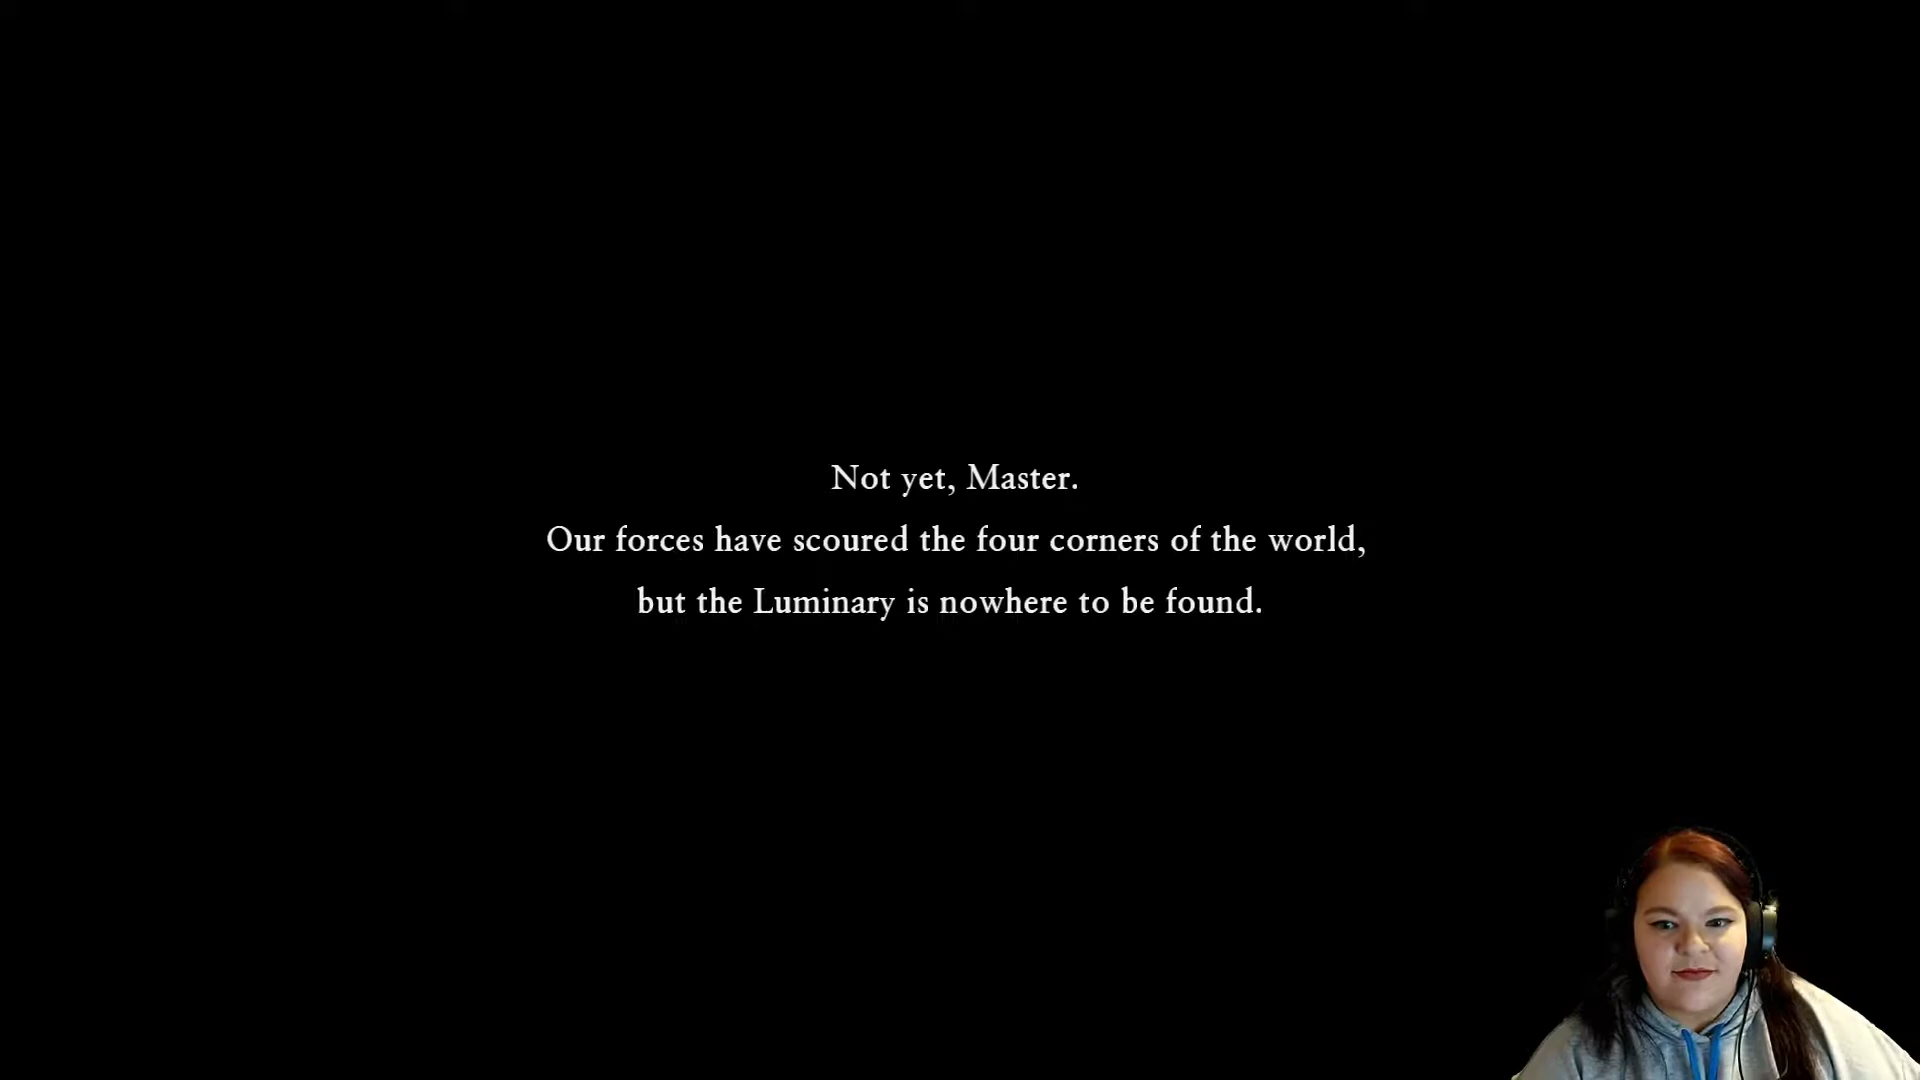 Not yet, Master.
Our forces have scoured the four corners of the world,
but the Luminary is nowhere to be found.